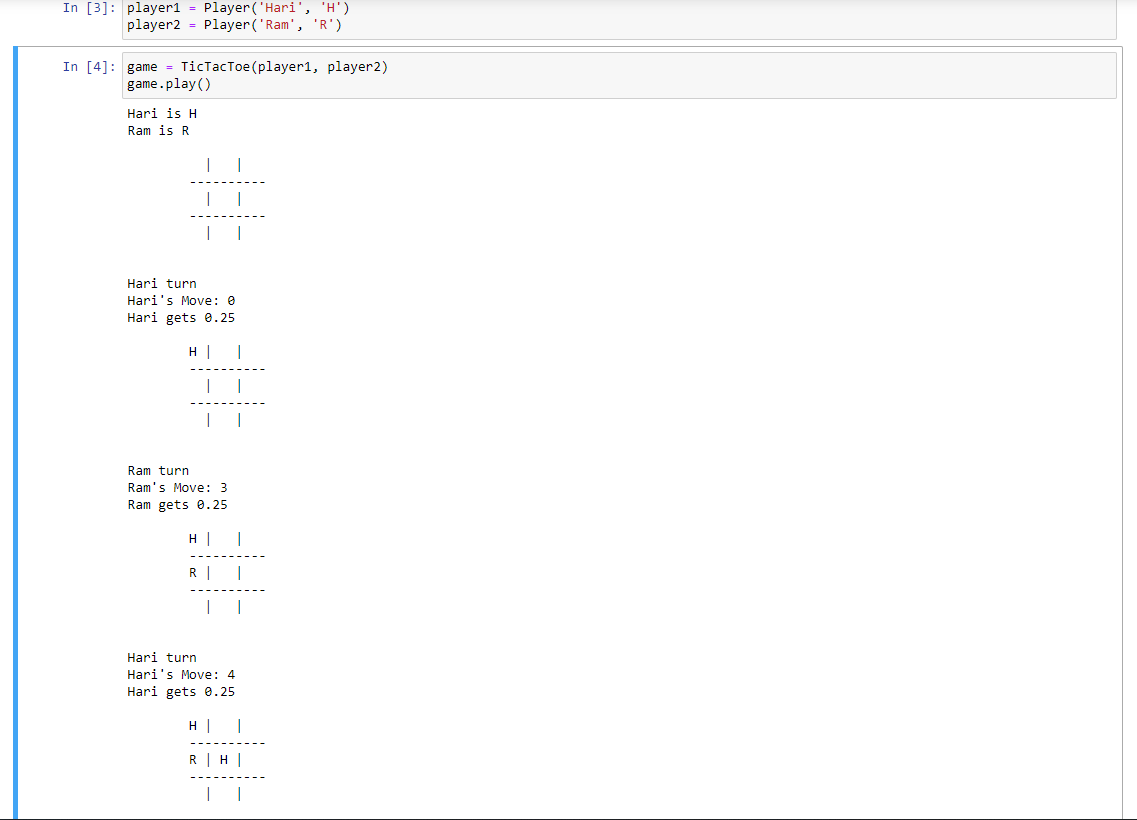 In [3]: player1 = Player('Hari', 'H')
player2 = Player('Ram', 'R')
In [4]: game = TicTacToe(player1, player2)
game.play()
Hari is H
Ram is R
| |
----------
| |
----------
| |
Hari turn
Hari's Move: 0
Hari gets 0.25
H | |
----------
| |
----------
| |
Ram turn
Ram's Move: 3
Ram gets 0.25
H | |
----------
R | |
----------
| |
Hari turn
Hari's Move: 4
Hari gets 0.25
H | |
----------
R | H |
----------
| |